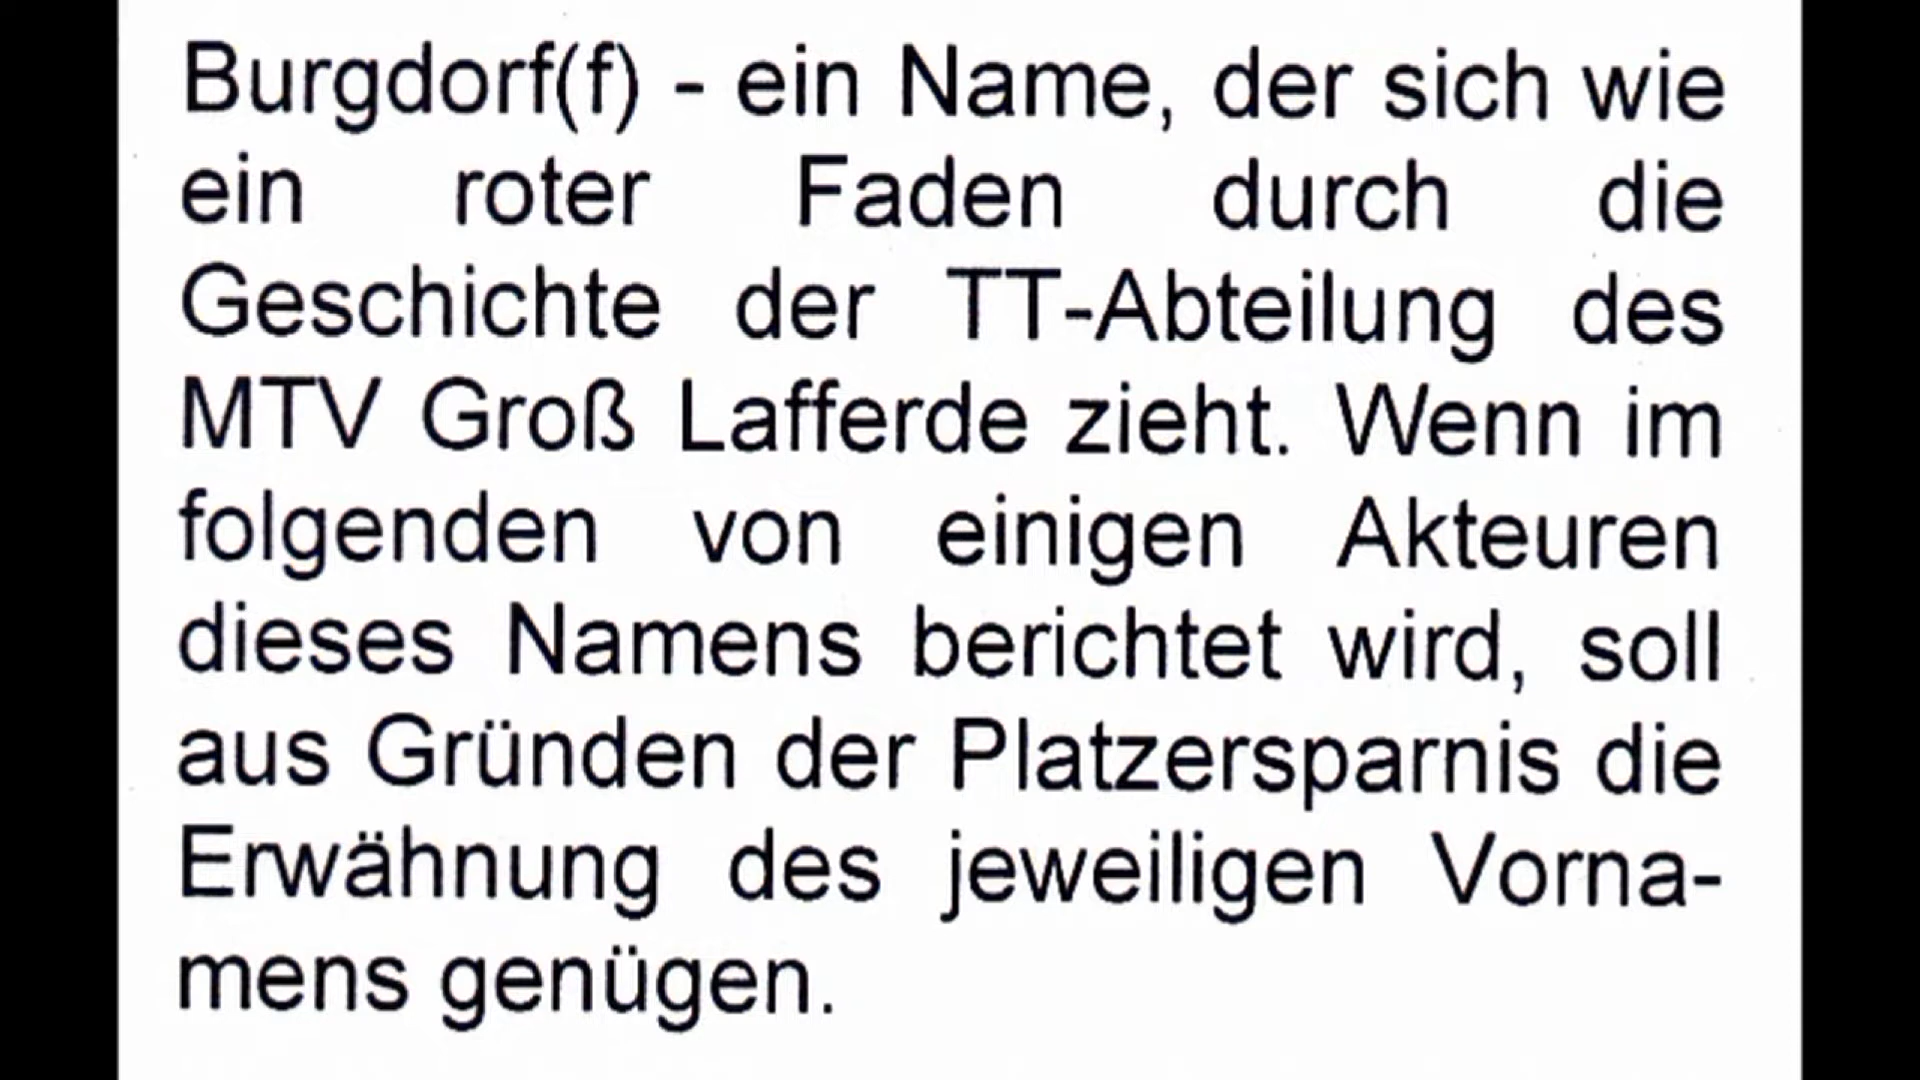 Burgdorf(f) - ein Name, der sich wie
ein roter Faden durch die
Geschichte der TT-Abteilung des
MTV Groß Lafferde zieht. Wenn im
folgenden von einigen Akteuren
dieses Namens berichtet wird, soll
aus Gründen der Platzersparnis die
Erwähnung des jeweiligen Vorna-
mens genügen.